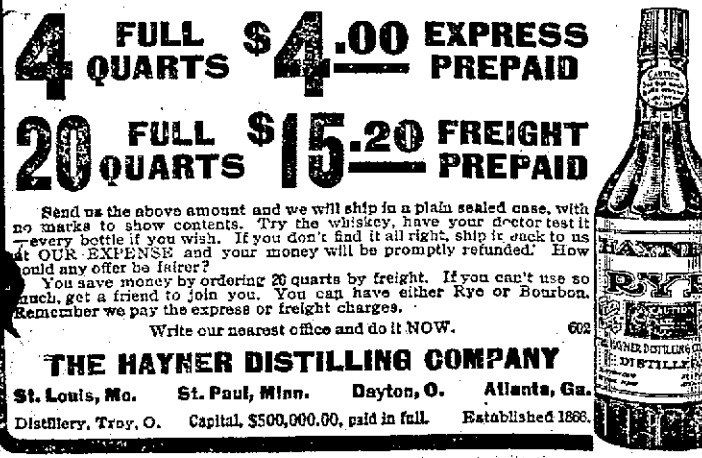 4 FULL QUARTS $4.00 EXPRESS PREPAID
20 FULL QUARTS $15.20 FREIGHT PREPAID
Send us the above amount and we will ship in a plain sealed case, with
no marks to show contents. Try the whiskey, have your doctor test it
—every bottle if you wish. If you don't find it all right, ship it back to us
at OUR EXPENSE and your money will be promptly refunded. How
could any offer be fairer?
You save money by ordering 20 quarts by freight. If you can't use so
much, get a friend to join you. You can have either Rye or Bourbon.
Remember we pay the express or freight charges.
Write our nearest office and do it NOW. 602
THE HAYNER DISTILLING COMPANY
St. Louis, Mo. St. Paul, Minn. Dayton, O. Atlanta, Ga.
Distillery, Troy, O. Capital, $500,000.00, paid in full. Established 1866.
CAUTION
HAYNE
RYE
HAYNER DISTILLING C
DISTILLE